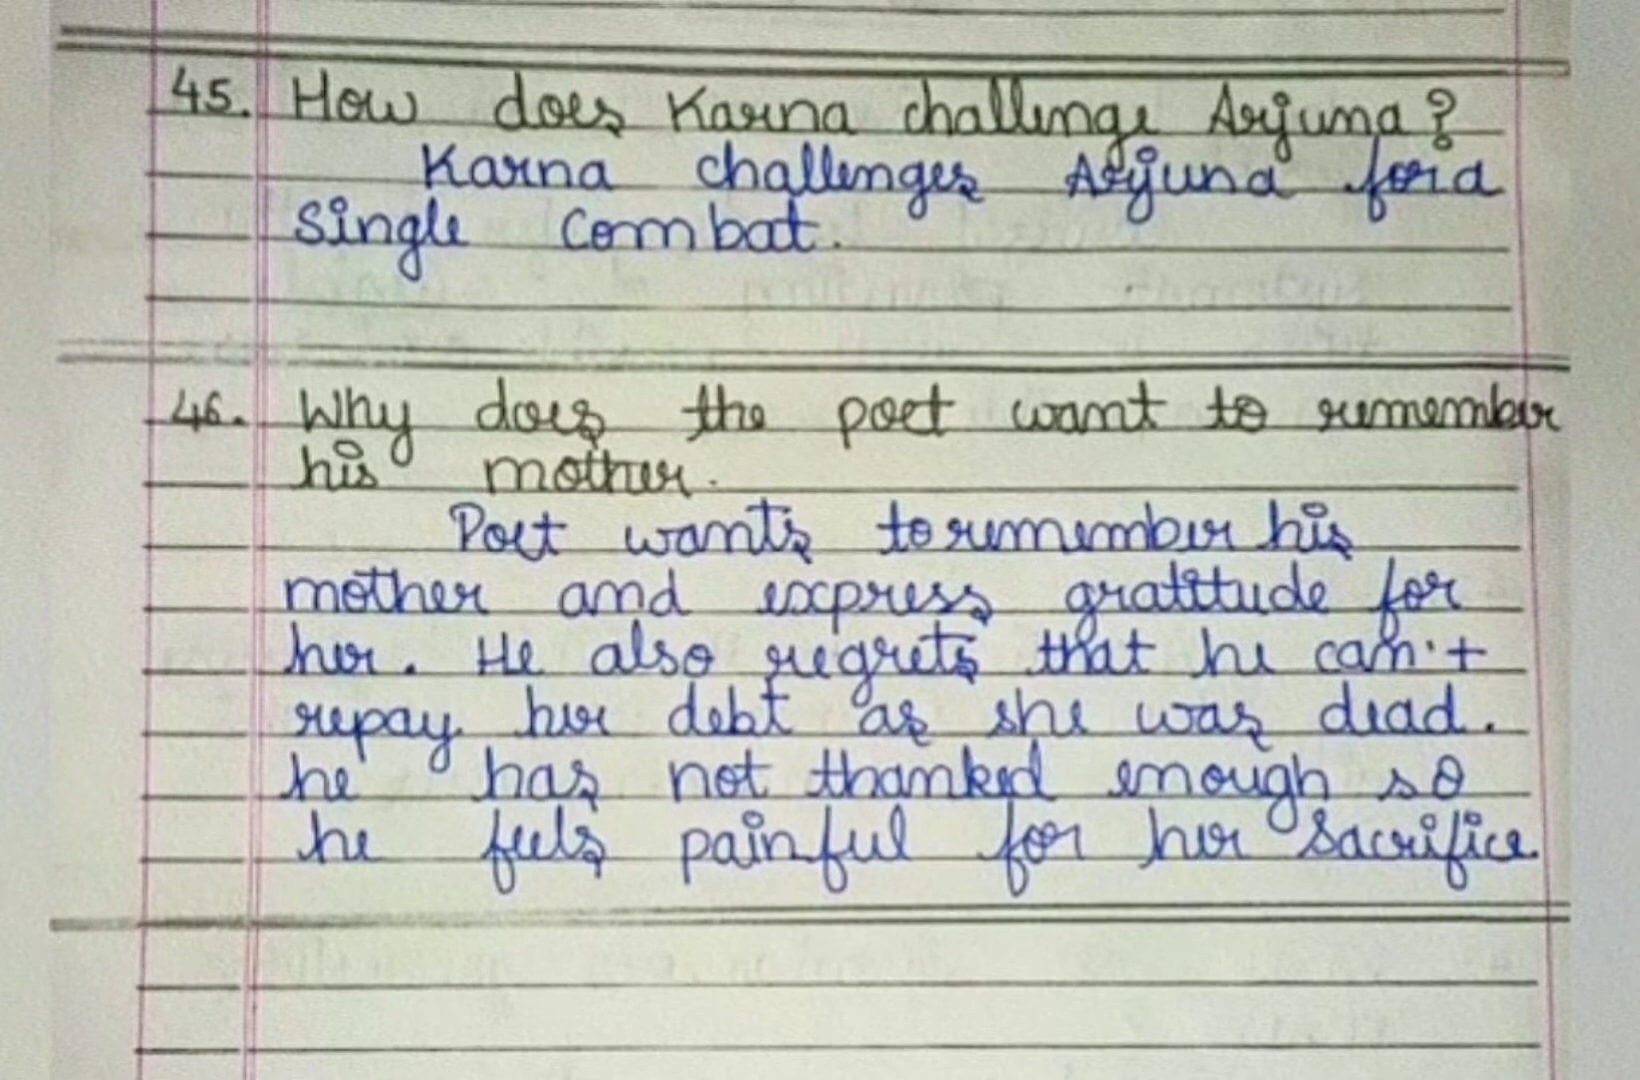 45. How does Karna challenge Arjuna?
Karna challenges Arjuna for a
Single Combat.
46. Why does the poet want to remember
his mother.
Poet wants to remember his
mother and express gratitude for
her. He also regrets that he can't
repay her debt as she was dead.
he has not thanked enough so
he feels painful for her Sacrifice.